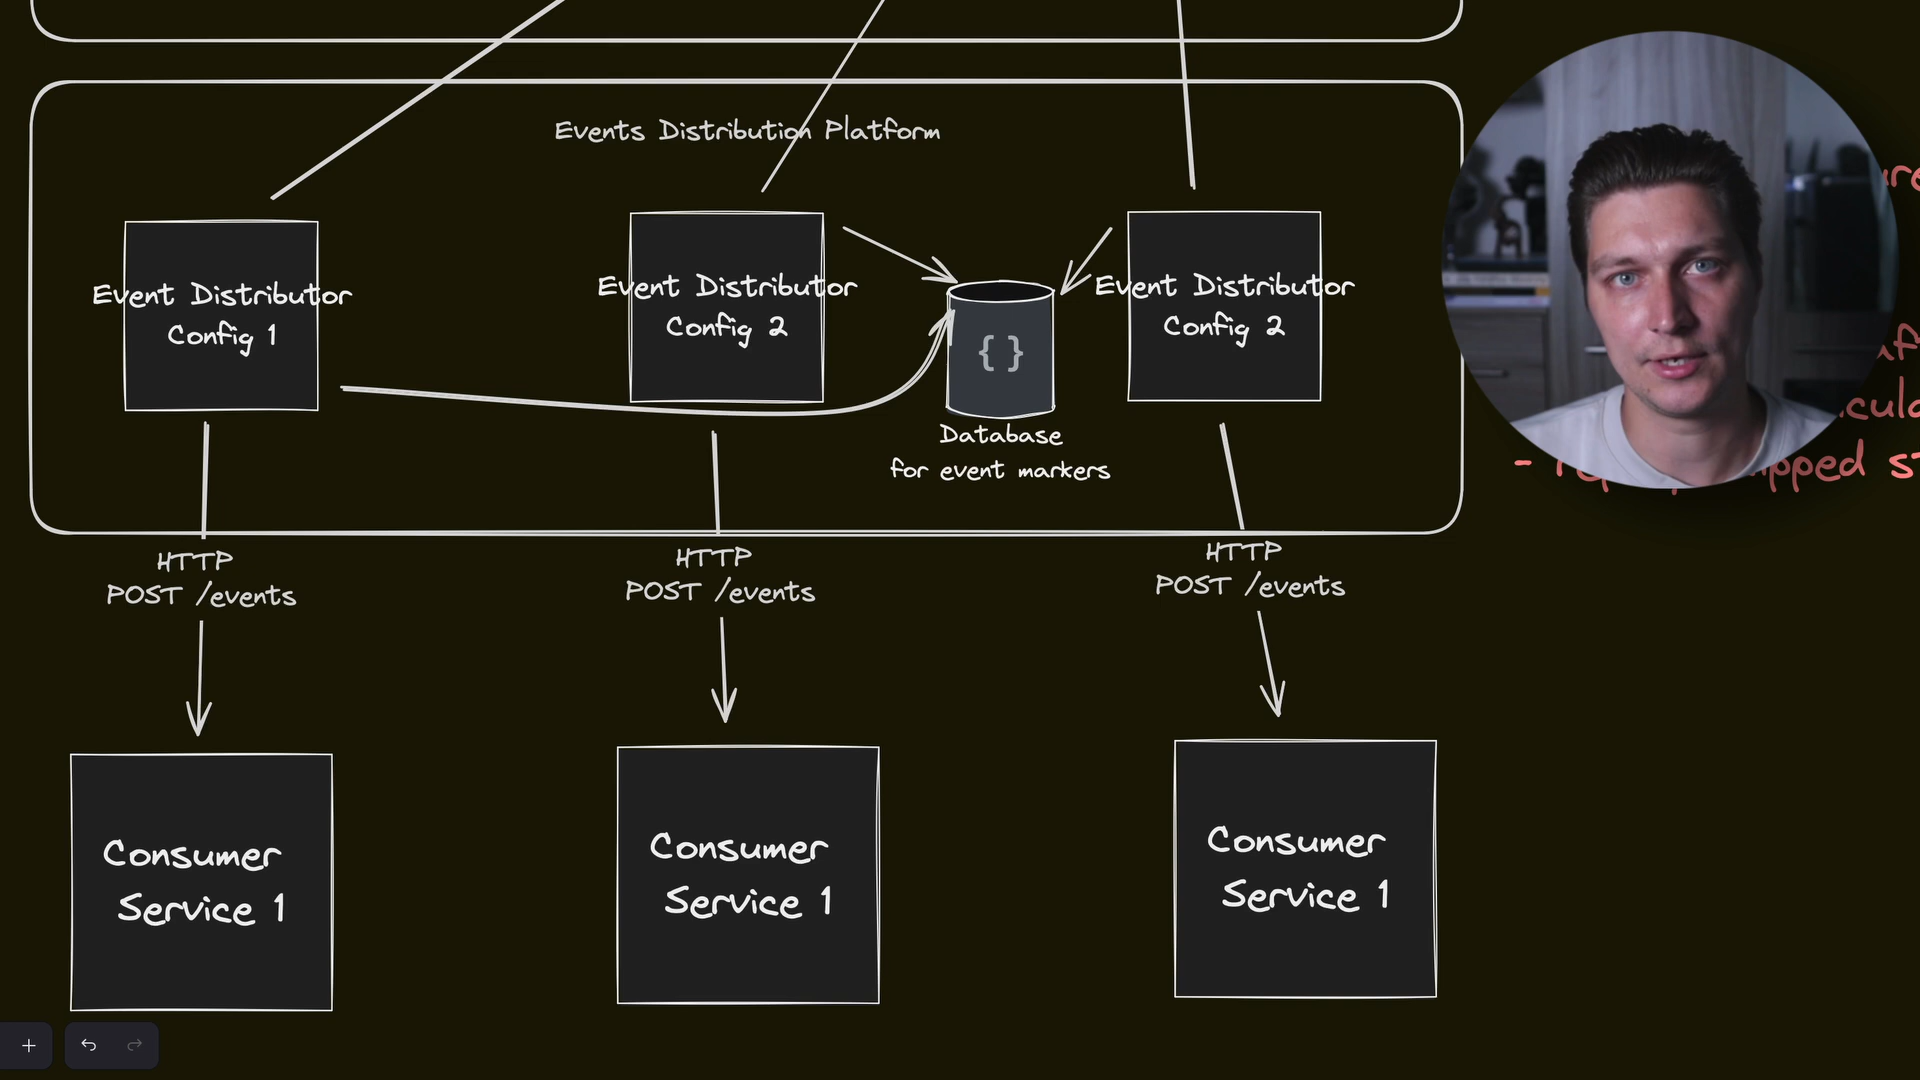 Events Distribution Platform
Event Distributor
Config 1
Event Distributor
Config 2
Event Distributor
Config 2
{}
Database
for event markers
HTTP
POST /events
HTTP
POST /events
HTTP
POST /events
Consumer
Service 1
Consumer
Service 1
Consumer
Service 1